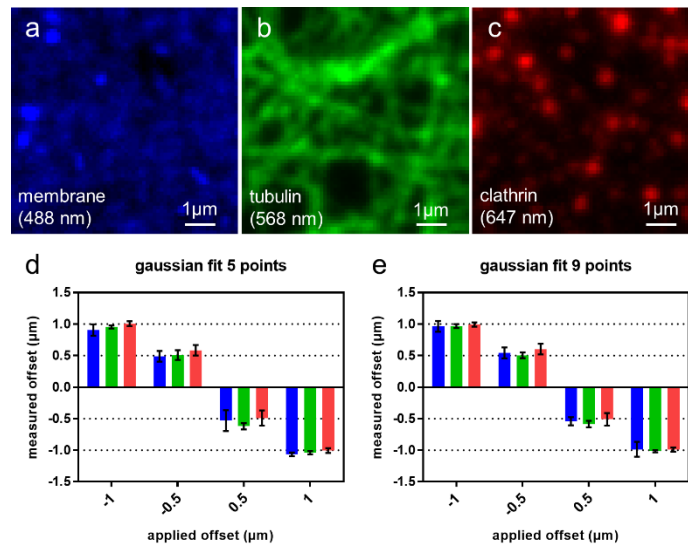 a
b
c
membrane
(488 nm)
1µm
tubulin
(568 nm)
1µm
clathrin
(647 nm)
1µm
d
gaussian fit 5 points
measured offset (µm)
1.5
1.0
0.5
0.0
-0.5
-1.0
-1.5
-1
-0.5
0.5
1
applied offset (µm)
e
gaussian fit 9 points
measured offset (µm)
1.5
1.0
0.5
0.0
-0.5
-1.0
-1.5
-1
-0.5
0.5
1
applied offset (µm)